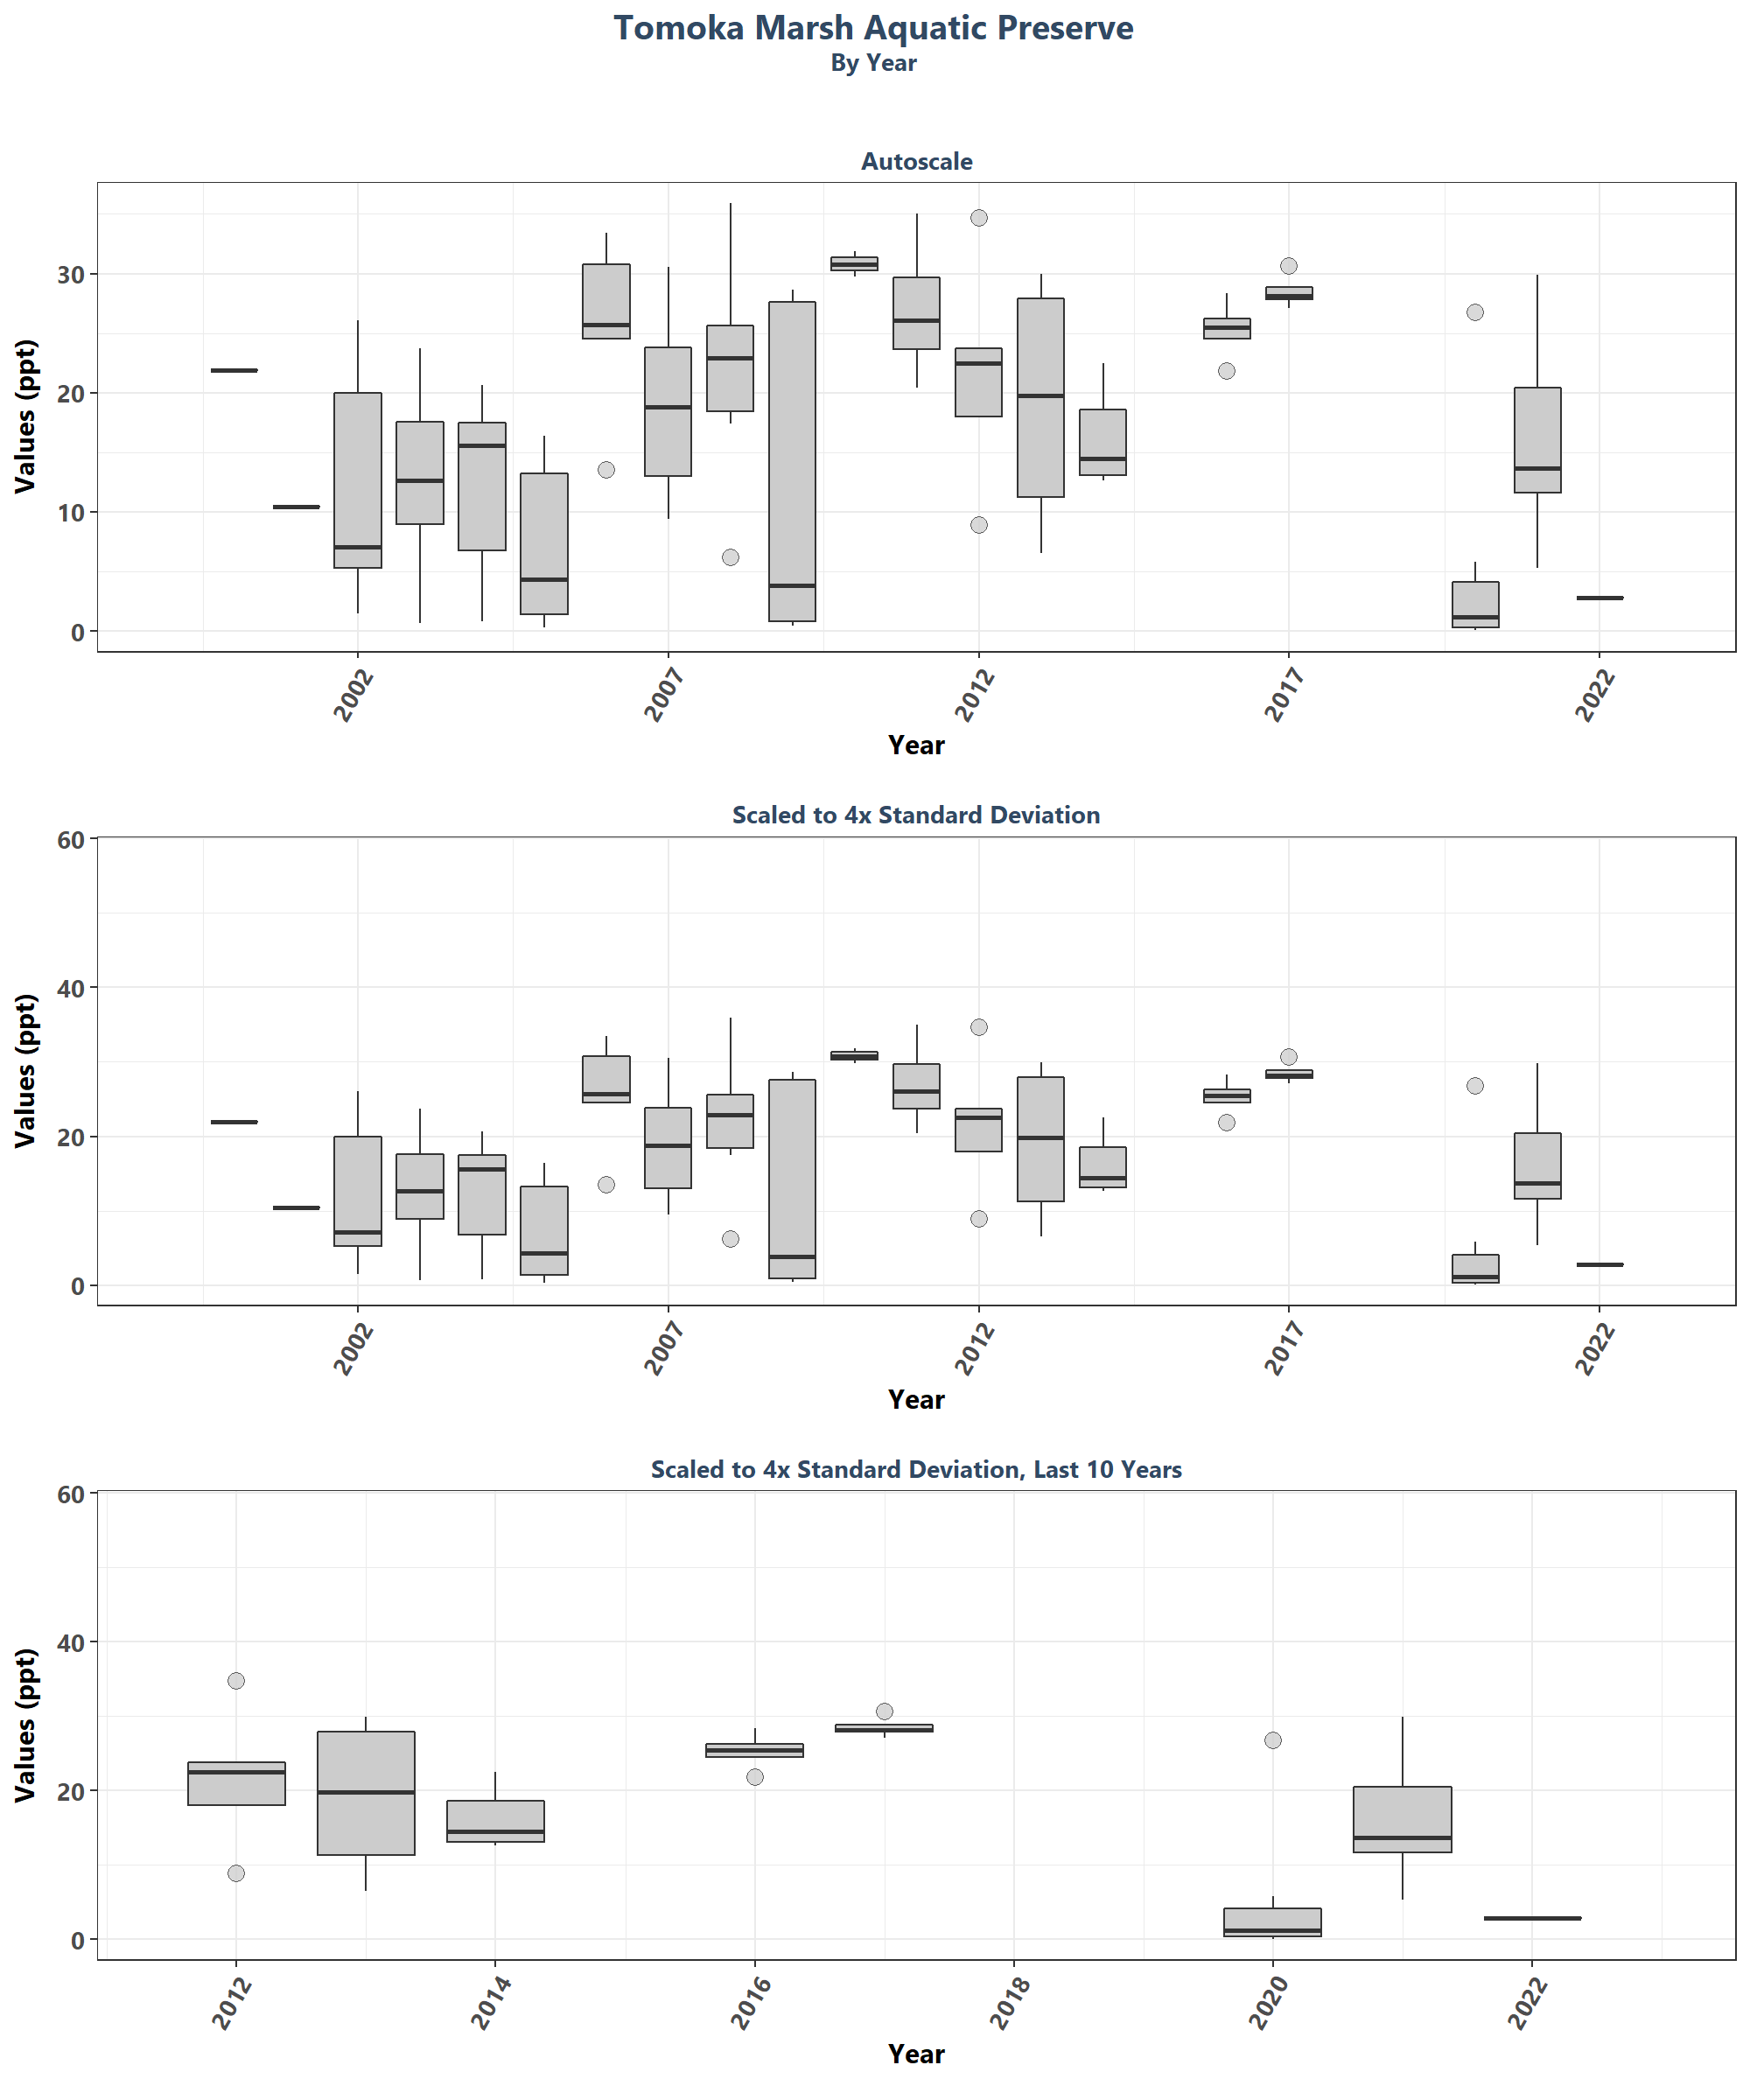 Tomoka Marsh Aquatic Preserve
By Year
Autoscale
Values (ppt)
30
20
10
0
2002
2007
2012
2017
2022
Year
Scaled to 4x Standard Deviation
Values (ppt)
60
40
20
0
2002
2007
2012
2017
2022
Year
Scaled to 4x Standard Deviation, Last 10 Years
Values (ppt)
60
40
20
0
2012
2014
2016
2018
2020
2022
Year